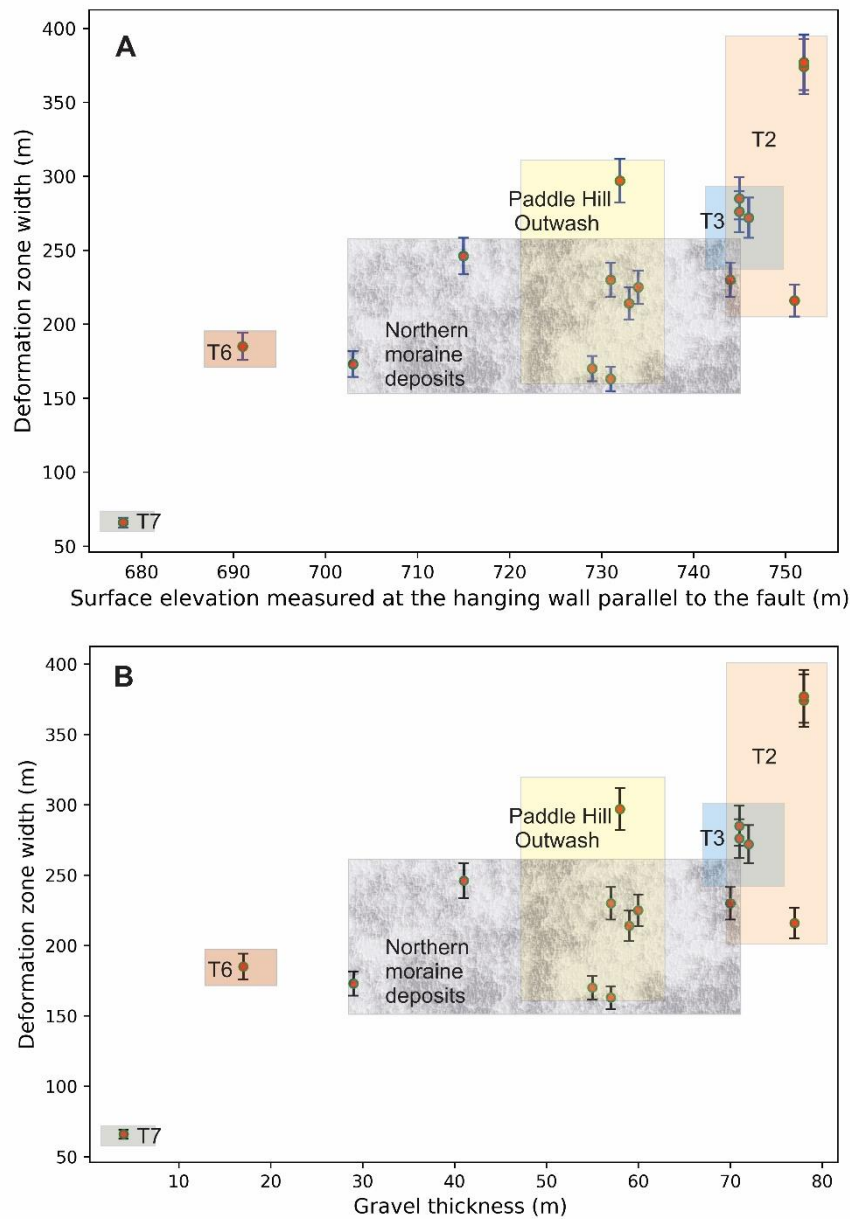 A
400
350
300
250
200
150
100
50
Deformation zone width (m)
T2
Paddle Hill
Outwash
T3
Northern
moraine
deposits
T6
T7
680
690
700
710
720
730
740
750
Surface elevation measured at the hanging wall parallel to the fault (m)
B
400
350
300
250
200
150
100
50
Deformation zone width (m)
T2
Paddle Hill
Outwash
T3
Northern
moraine
deposits
T6
T7
10
20
30
40
50
60
70
80
Gravel thickness (m)